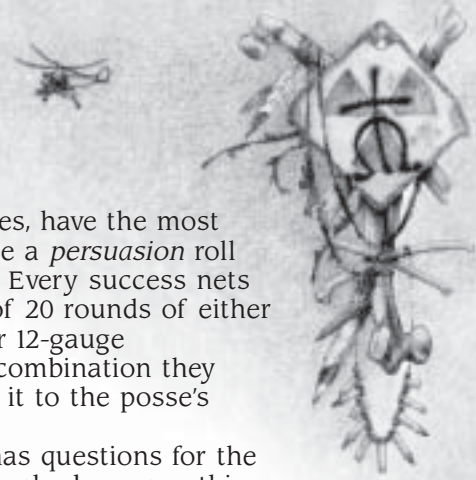 es, have the most
e a persuasion roll
Every success nets
of 20 rounds of either
r 12-gauge
combination they
it to the posse's
has questions for the